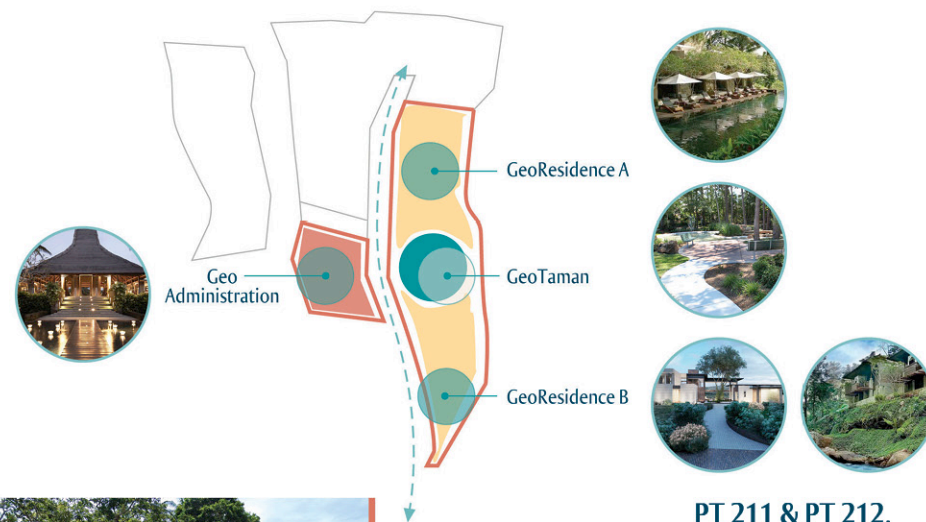 GeoResidence A
Geo
Administration
GeoTaman
GeoResidence B
PT 211 & PT 212,